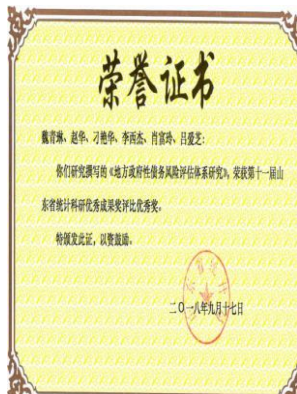 荣誉证书
魏青琳、赵华、刁艳华、李西杰、肖富玲、吕爱芝:
你们研究撰写的《地方政府性债务风险评估体系研究》,荣获第十一届山
东省统计科研优秀成果奖评比优秀奖。
特颁发此证,以资鼓励。
二〇一八年九月十七日